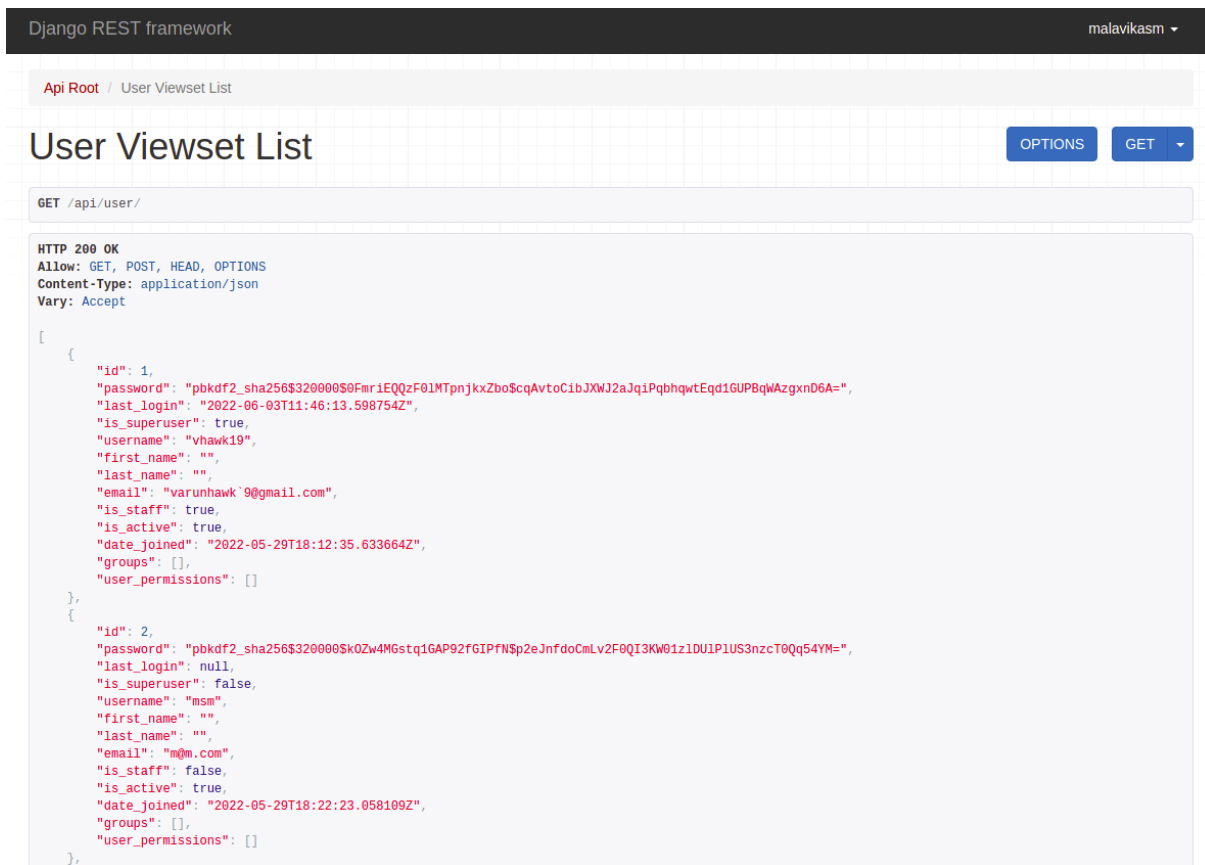 Django REST framework
malavikasm
Api Root / User Viewset List
User Viewset List
OPTIONS
GET
GET /api/user/
HTTP 200 OK
Allow: GET, POST, HEAD, OPTIONS
Content-Type: application/json
Vary: Accept
[
    {
        "id": 1,
        "password": "pbkdf2_sha256$320000$0FmriEQQzF0lMTpnjkxZbo$cqAvtoCibJXWJ2aJqiPqbhqwtEqd1GUPBqWAzgxnD6A=",
        "last_login": "2022-06-03T11:46:13.598754Z",
        "is_superuser": true,
        "username": "vhawk19",
        "first_name": "",
        "last_name": "",
        "email": "varunhawk`9@gmail.com",
        "is_staff": true,
        "is_active": true,
        "date_joined": "2022-05-29T18:12:35.633664Z",
        "groups": [],
        "user_permissions": []
    },
    {
        "id": 2,
        "password": "pbkdf2_sha256$320000$kOZw4MGstq1GAP92fGIPfN$p2eJnfdoCmLv2F0QI3KW01zlDUlPlUS3nzcT0Qq54YM=",
        "last_login": null,
        "is_superuser": false,
        "username": "msm",
        "first_name": "",
        "last_name": "",
        "email": "m@m.com",
        "is_staff": false,
        "is_active": true,
        "date_joined": "2022-05-29T18:22:23.058109Z",
        "groups": [],
        "user_permissions": []
    },